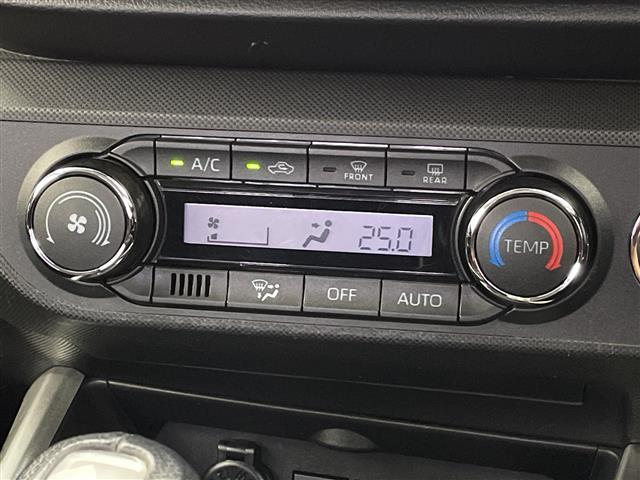 A/C
FRONT
REAR
25.0
TEMP
OFF
AUTO